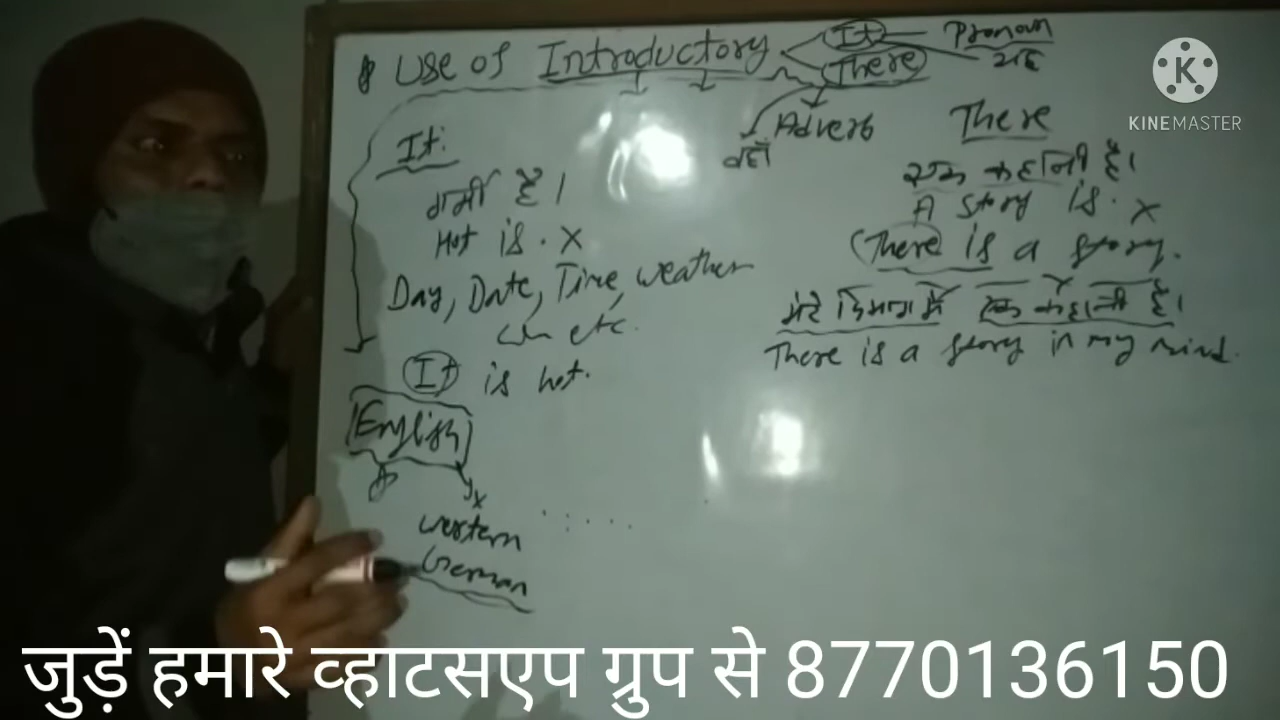 Use of Introductory It Pronoun
There यह
Adverb
वहाँ
It:
गर्मी है।
Hot is. x
Day, Date, Time, weather
etc.
It is hot.
English
x
western
German
There
एक कहानी है।
A story is. x
(There is a story.
मेरे दिमाग में एक कहानी है।
There is a story in my mind.
KINEMASTER
जुड़ें हमारे व्हाटसएप ग्रुप से 8770136150